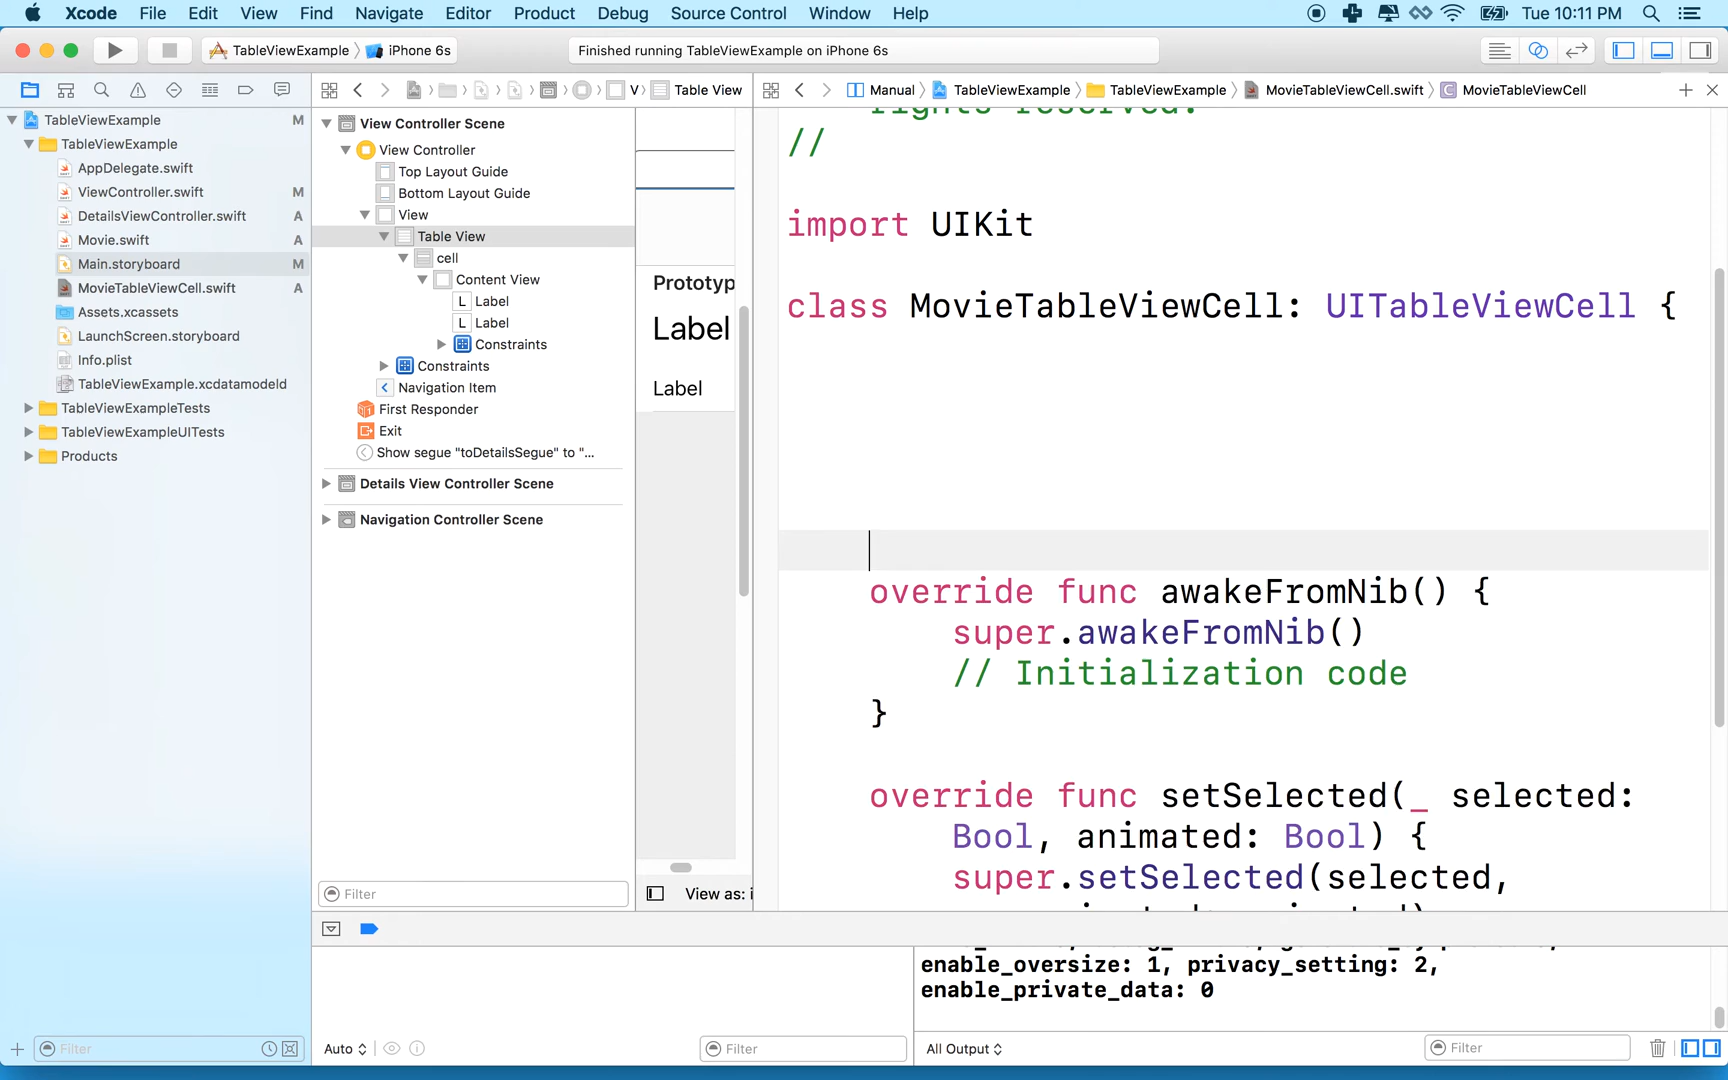 Xcode File Edit View Find Navigate Editor Product Debug Source Control Window Help Tue 10:11 PM
TableViewExample iPhone 6s Finished running TableViewExample on iPhone 6s
V Table View Manual TableViewExample TableViewExample MovieTableViewCell.swift C MovieTableViewCell
TableViewExample M
TableViewExample
AppDelegate.swift
ViewController.swift M
DetailsViewController.swift A
Movie.swift A
Main.storyboard M
MovieTableViewCell.swift A
Assets.xcassets
LaunchScreen.storyboard
Info.plist
TableViewExample.xcdatamodeld
TableViewExampleTests
TableViewExampleUITests
Products
Filter
View Controller Scene
View Controller
Top Layout Guide
Bottom Layout Guide
View
Table View
cell
Content View
L Label
L Label
Constraints
Constraints
Navigation Item
First Responder
Exit
Show segue "toDetailsSegue" to "...
Details View Controller Scene
Navigation Controller Scene
Filter
Prototyp
Label
Label
View as: i
rights reserved.
//
import UIKit
class MovieTableViewCell: UITableViewCell {
override func awakeFromNib() {
super.awakeFromNib()
// Initialization code
}
override func setSelected(_ selected:
Bool, animated: Bool) {
super.setSelected(selected,
enable_oversize: 1, privacy_setting: 2,
enable_private_data: 0
Auto Filter
All Output Filter